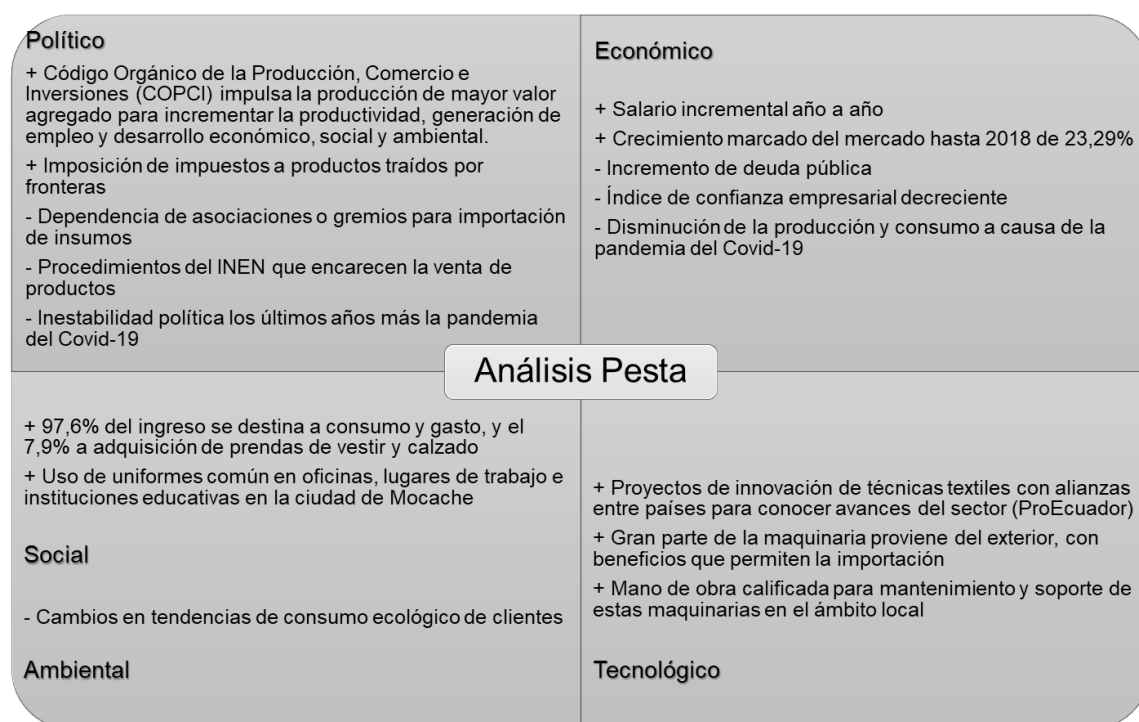 Político
+ Código Orgánico de la Producción, Comercio e
Inversiones (COPCI) impulsa la producción de mayor valor
agregado para incrementar la productividad, generación de
empleo y desarrollo económico, social y ambiental.
+ Imposición de impuestos a productos traídos por
fronteras
- Dependencia de asociaciones o gremios para importación
de insumos
- Procedimientos del INEN que encarecen la venta de
productos
- Inestabilidad política los últimos años más la pandemia
del Covid-19
Económico
+ Salario incremental año a año
+ Crecimiento marcado del mercado hasta 2018 de 23,29%
- Incremento de deuda pública
- Índice de confianza empresarial decreciente
- Disminución de la producción y consumo a causa de la
pandemia del Covid-19
Análisis Pesta
+ 97,6% del ingreso se destina a consumo y gasto, y el
7,9% a adquisición de prendas de vestir y calzado
+ Uso de uniformes común en oficinas, lugares de trabajo e
instituciones educativas en la ciudad de Mocache
Social
- Cambios en tendencias de consumo ecológico de clientes
Ambiental
+ Proyectos de innovación de técnicas textiles con alianzas
entre países para conocer avances del sector (ProEcuador)
+ Gran parte de la maquinaria proviene del exterior, con
beneficios que permiten la importación
+ Mano de obra calificada para mantenimiento y soporte de
estas maquinarias en el ámbito local
Tecnológico